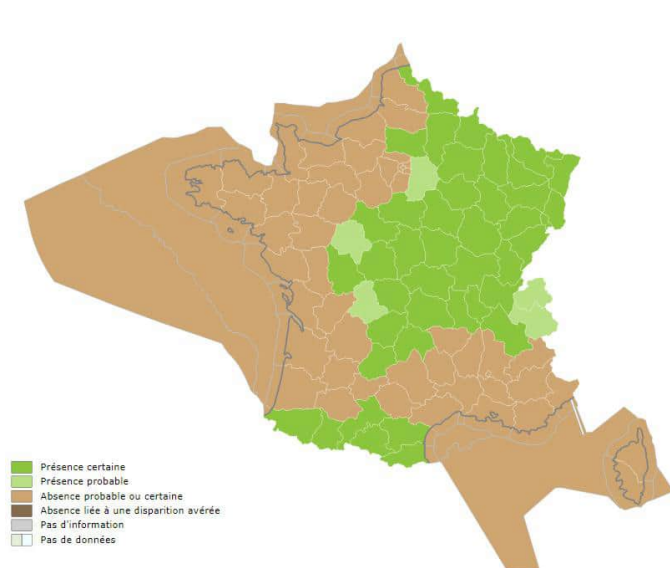 Présence certaine
Présence probable
Absence probable ou certaine
Absence liée à une disparition avérée
Pas d'information
Pas de données